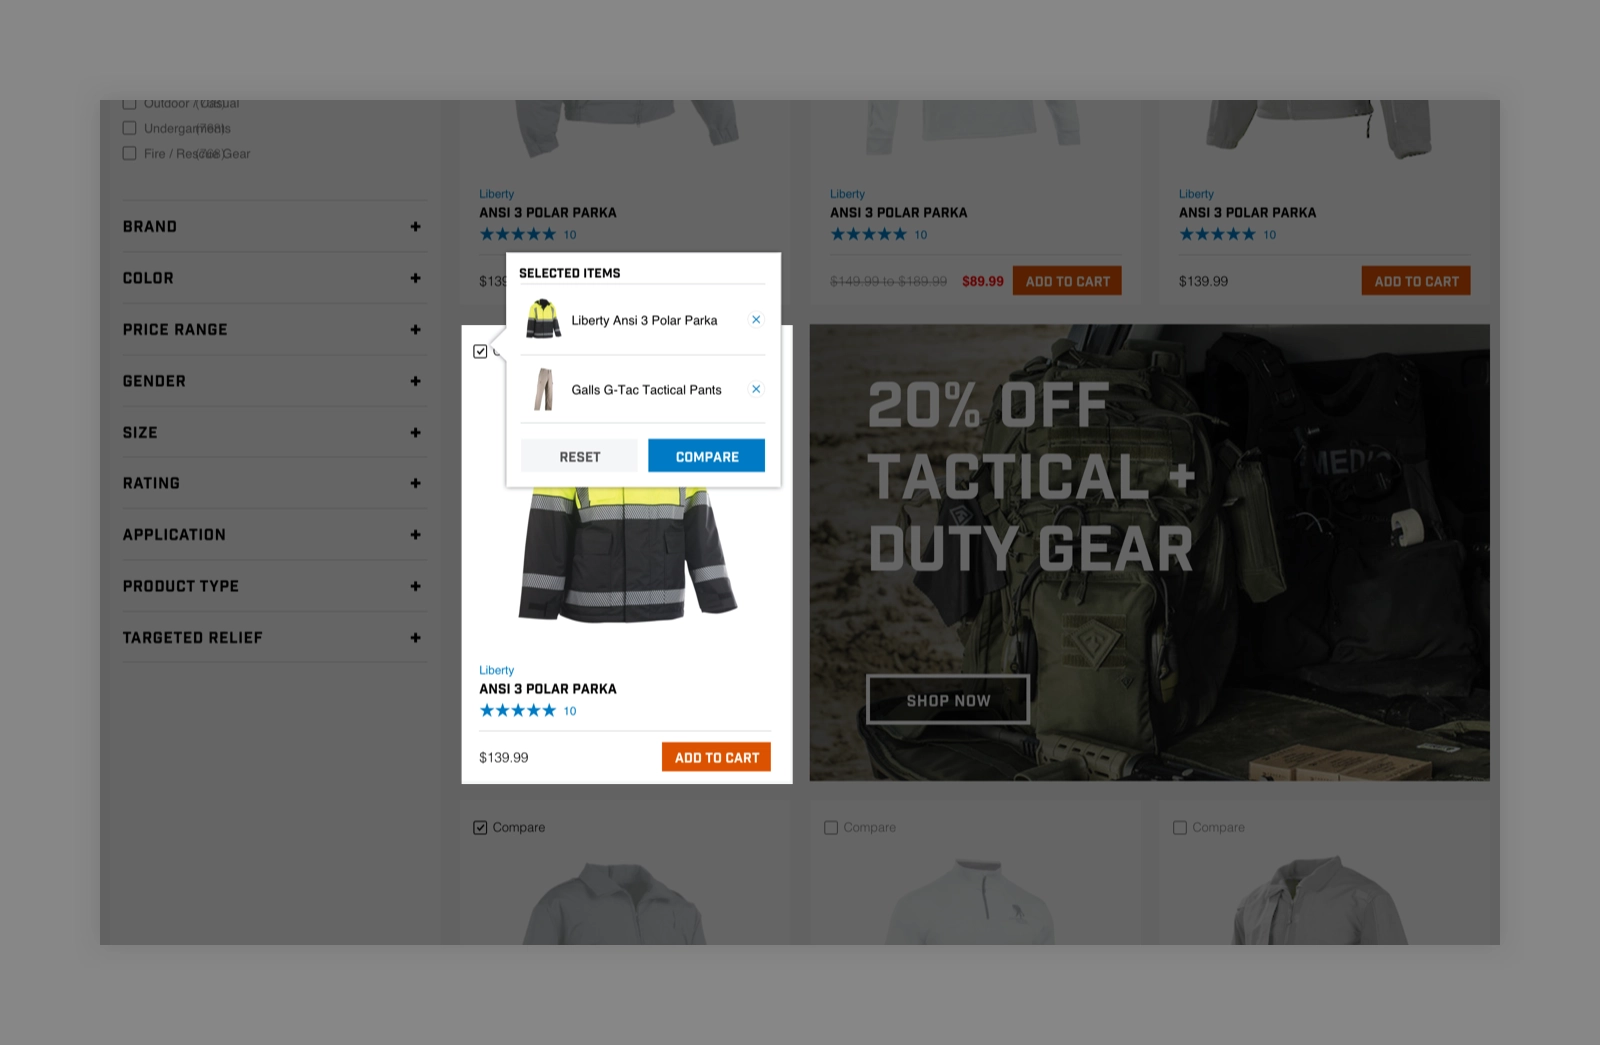 Outdoor / Casual
Undergarments
Fire / Rescue Gear
BRAND +
COLOR +
PRICE RANGE +
GENDER +
SIZE +
RATING +
APPLICATION +
PRODUCT TYPE +
TARGETED RELIEF +
Liberty
ANSI 3 POLAR PARKA
10
$139
Liberty
ANSI 3 POLAR PARKA
10
$149.99 to $189.99 $89.99 ADD TO CART
Liberty
ANSI 3 POLAR PARKA
10
$139.99 ADD TO CART
SELECTED ITEMS
Liberty Ansi 3 Polar Parka
Galls G-Tac Tactical Pants
RESET COMPARE
Liberty
ANSI 3 POLAR PARKA
10
$139.99 ADD TO CART
20% OFF
TACTICAL +
DUTY GEAR
SHOP NOW
MEDIC
Compare
Compare
Compare